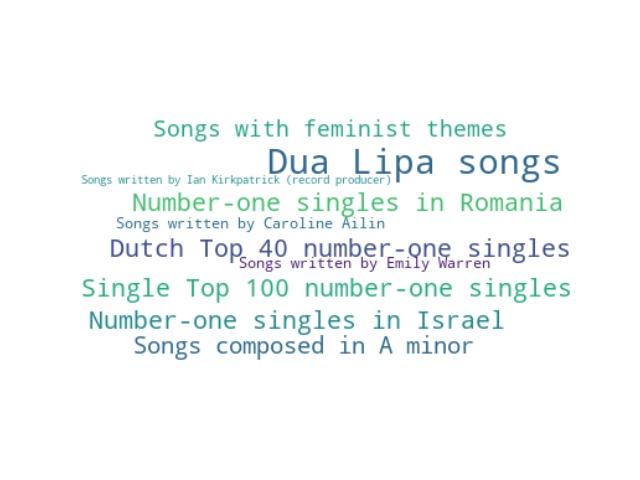 Songs with feminist themes
Dua Lipa songs
Songs written by Ian Kirkpatrick (record producer)
Number-one singles in Romania
Songs written by Caroline Ailin
Dutch Top 40 number-one singles
Songs written by Emily Warren
Single Top 100 number-one singles
Number-one singles in Israel
Songs composed in A minor